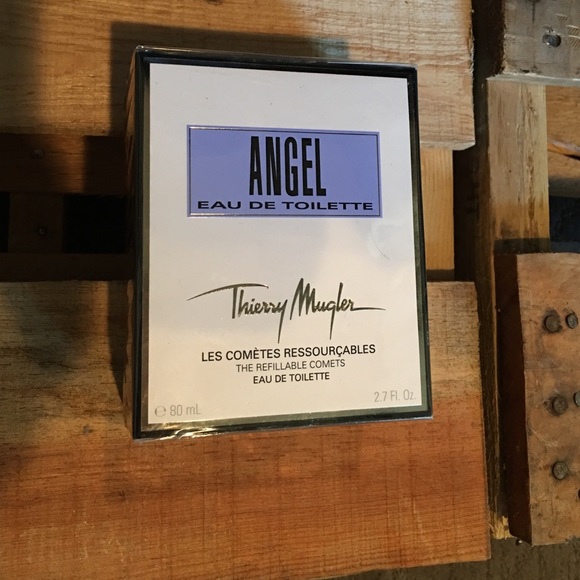 ANGEL
EAU DE TOILETTE
Thierry Mugler
LES COMÈTES RESSOURÇABLES
THE REFILLABLE COMETS
EAU DE TOILETTE
℮ 80 mL 2.7 Fl. Oz.